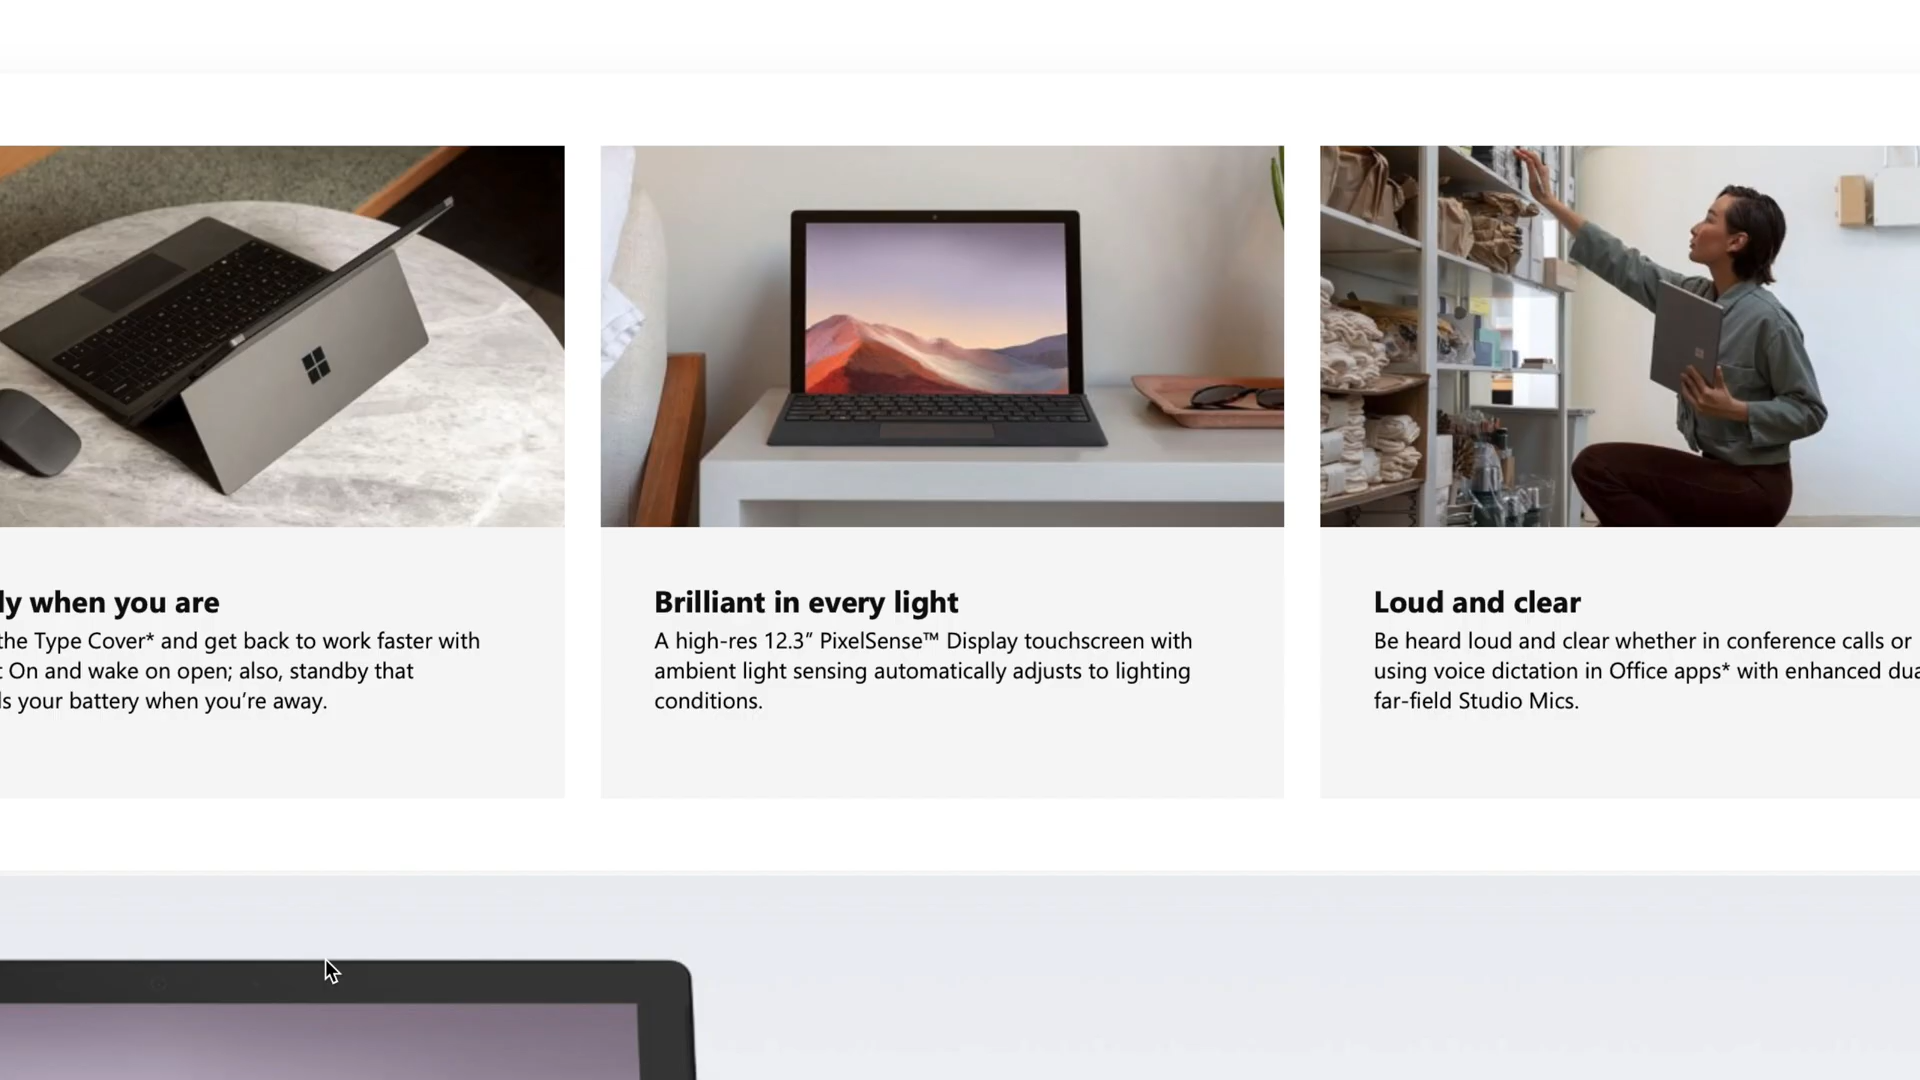 ly when you are
the Type Cover* and get back to work faster with
On and wake on open; also, standby that
your battery when you're away.
Brilliant in every light
A high-res 12.3” PixelSense™ Display touchscreen with
ambient light sensing automatically adjusts to lighting
conditions.
Loud and clear
Be heard loud and clear whether in conference calls or
using voice dictation in Office apps* with enhanced dua
far-field Studio Mics.